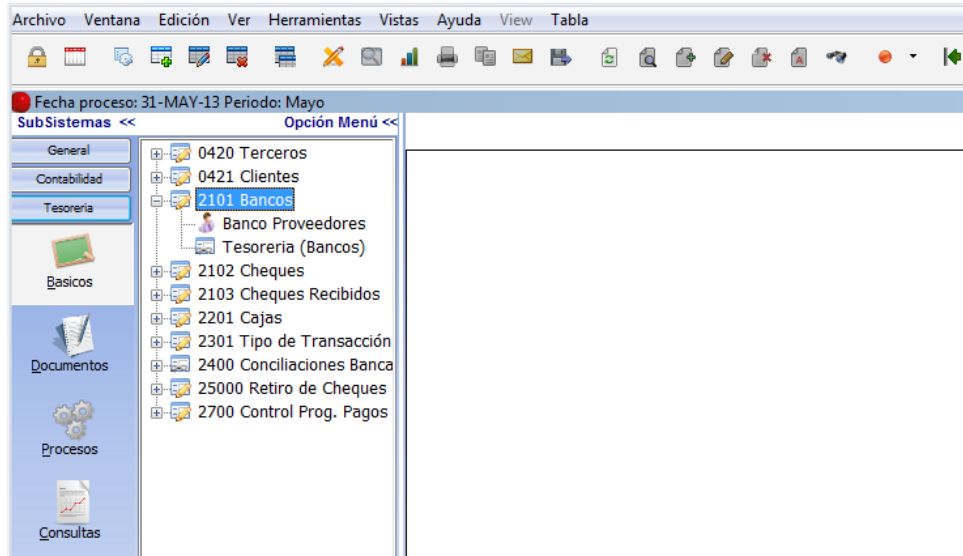 Archivo Ventana Edición Ver Herramientas Vistas Ayuda View Tabla
Fecha proceso: 31-MAY-13 Periodo: Mayo
SubSistemas << Opción Menú <<
General
Contabilidad
Tesoreria
Basicos
Documentos
Procesos
Consultas
0420 Terceros
0421 Clientes
2101 Bancos
Banco Proveedores
Tesoreria (Bancos)
2102 Cheques
2103 Cheques Recibidos
2201 Cajas
2301 Tipo de Transacción
2400 Conciliaciones Banca
25000 Retiro de Cheques
2700 Control Prog. Pagos